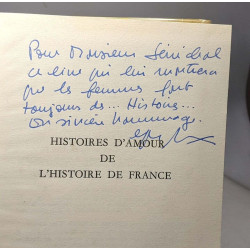 Pour Monsieur Sénéchal
ce livre qui lui montrera
que les femmes font
toujours des... Histoires...
En sincère hommage.
HISTOIRES D'AMOUR
DE
L'HISTOIRE DE FRANCE